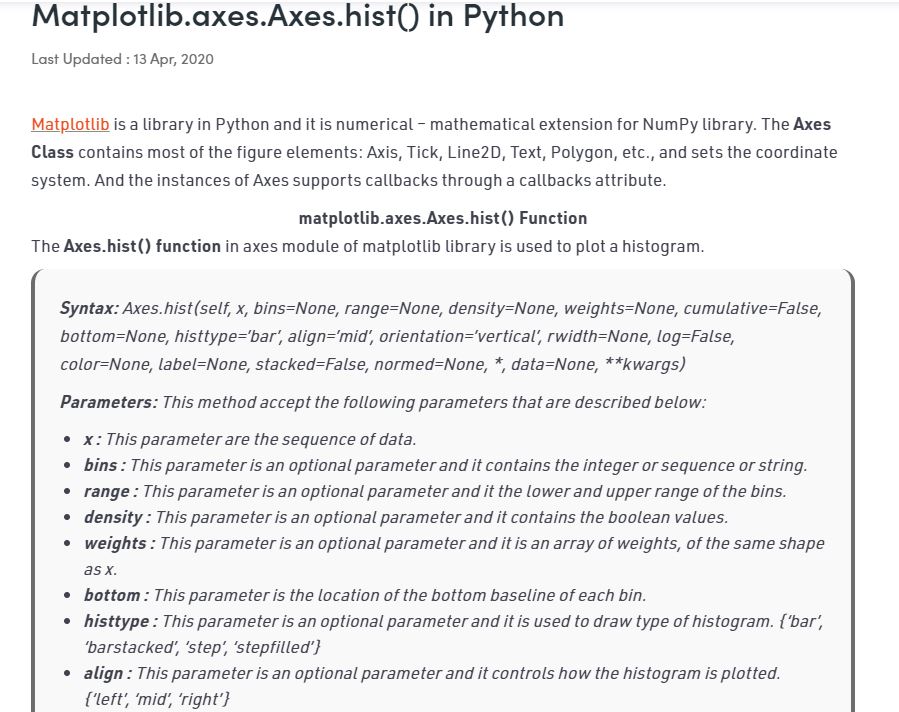 Matplotlib.axes.Axes.hist() in Python
Last Updated : 13 Apr, 2020
Matplotlib is a library in Python and it is numerical – mathematical extension for NumPy library. The Axes
Class contains most of the figure elements: Axis, Tick, Line2D, Text, Polygon, etc., and sets the coordinate
system. And the instances of Axes supports callbacks through a callbacks attribute.
matplotlib.axes.Axes.hist() Function
The Axes.hist() function in axes module of matplotlib library is used to plot a histogram.
Syntax: Axes.hist(self, x, bins=None, range=None, density=None, weights=None, cumulative=False,
bottom=None, histtype=’bar’, align=’mid’, orientation=’vertical’, rwidth=None, log=False,
color=None, label=None, stacked=False, normed=None, *, data=None, **kwargs)
Parameters: This method accept the following parameters that are described below:
• x : This parameter are the sequence of data.
• bins : This parameter is an optional parameter and it contains the integer or sequence or string.
• range : This parameter is an optional parameter and it the lower and upper range of the bins.
• density : This parameter is an optional parameter and it contains the boolean values.
• weights : This parameter is an optional parameter and it is an array of weights, of the same shape
as x.
• bottom : This parameter is the location of the bottom baseline of each bin.
• histtype : This parameter is an optional parameter and it is used to draw type of histogram. {‘bar’,
‘barstacked’, ‘step’, ‘stepfilled’}
• align : This parameter is an optional parameter and it controls how the histogram is plotted.
{‘left’, ‘mid’, ‘right’}